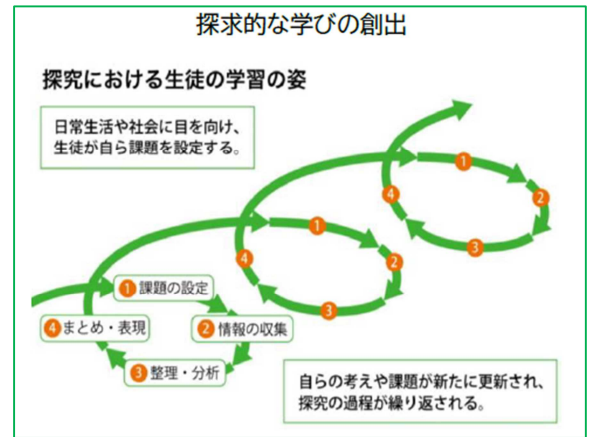 探求的な学びの創出
探究における生徒の学習の姿
日常生活や社会に目を向け、
生徒が自ら課題を設定する。
1
2
3
4
1
2
3
4
1 課題の設定
2 情報の収集
3 整理・分析
4 まとめ・表現
自らの考えや課題が新たに更新され、
探究の過程が繰り返される。